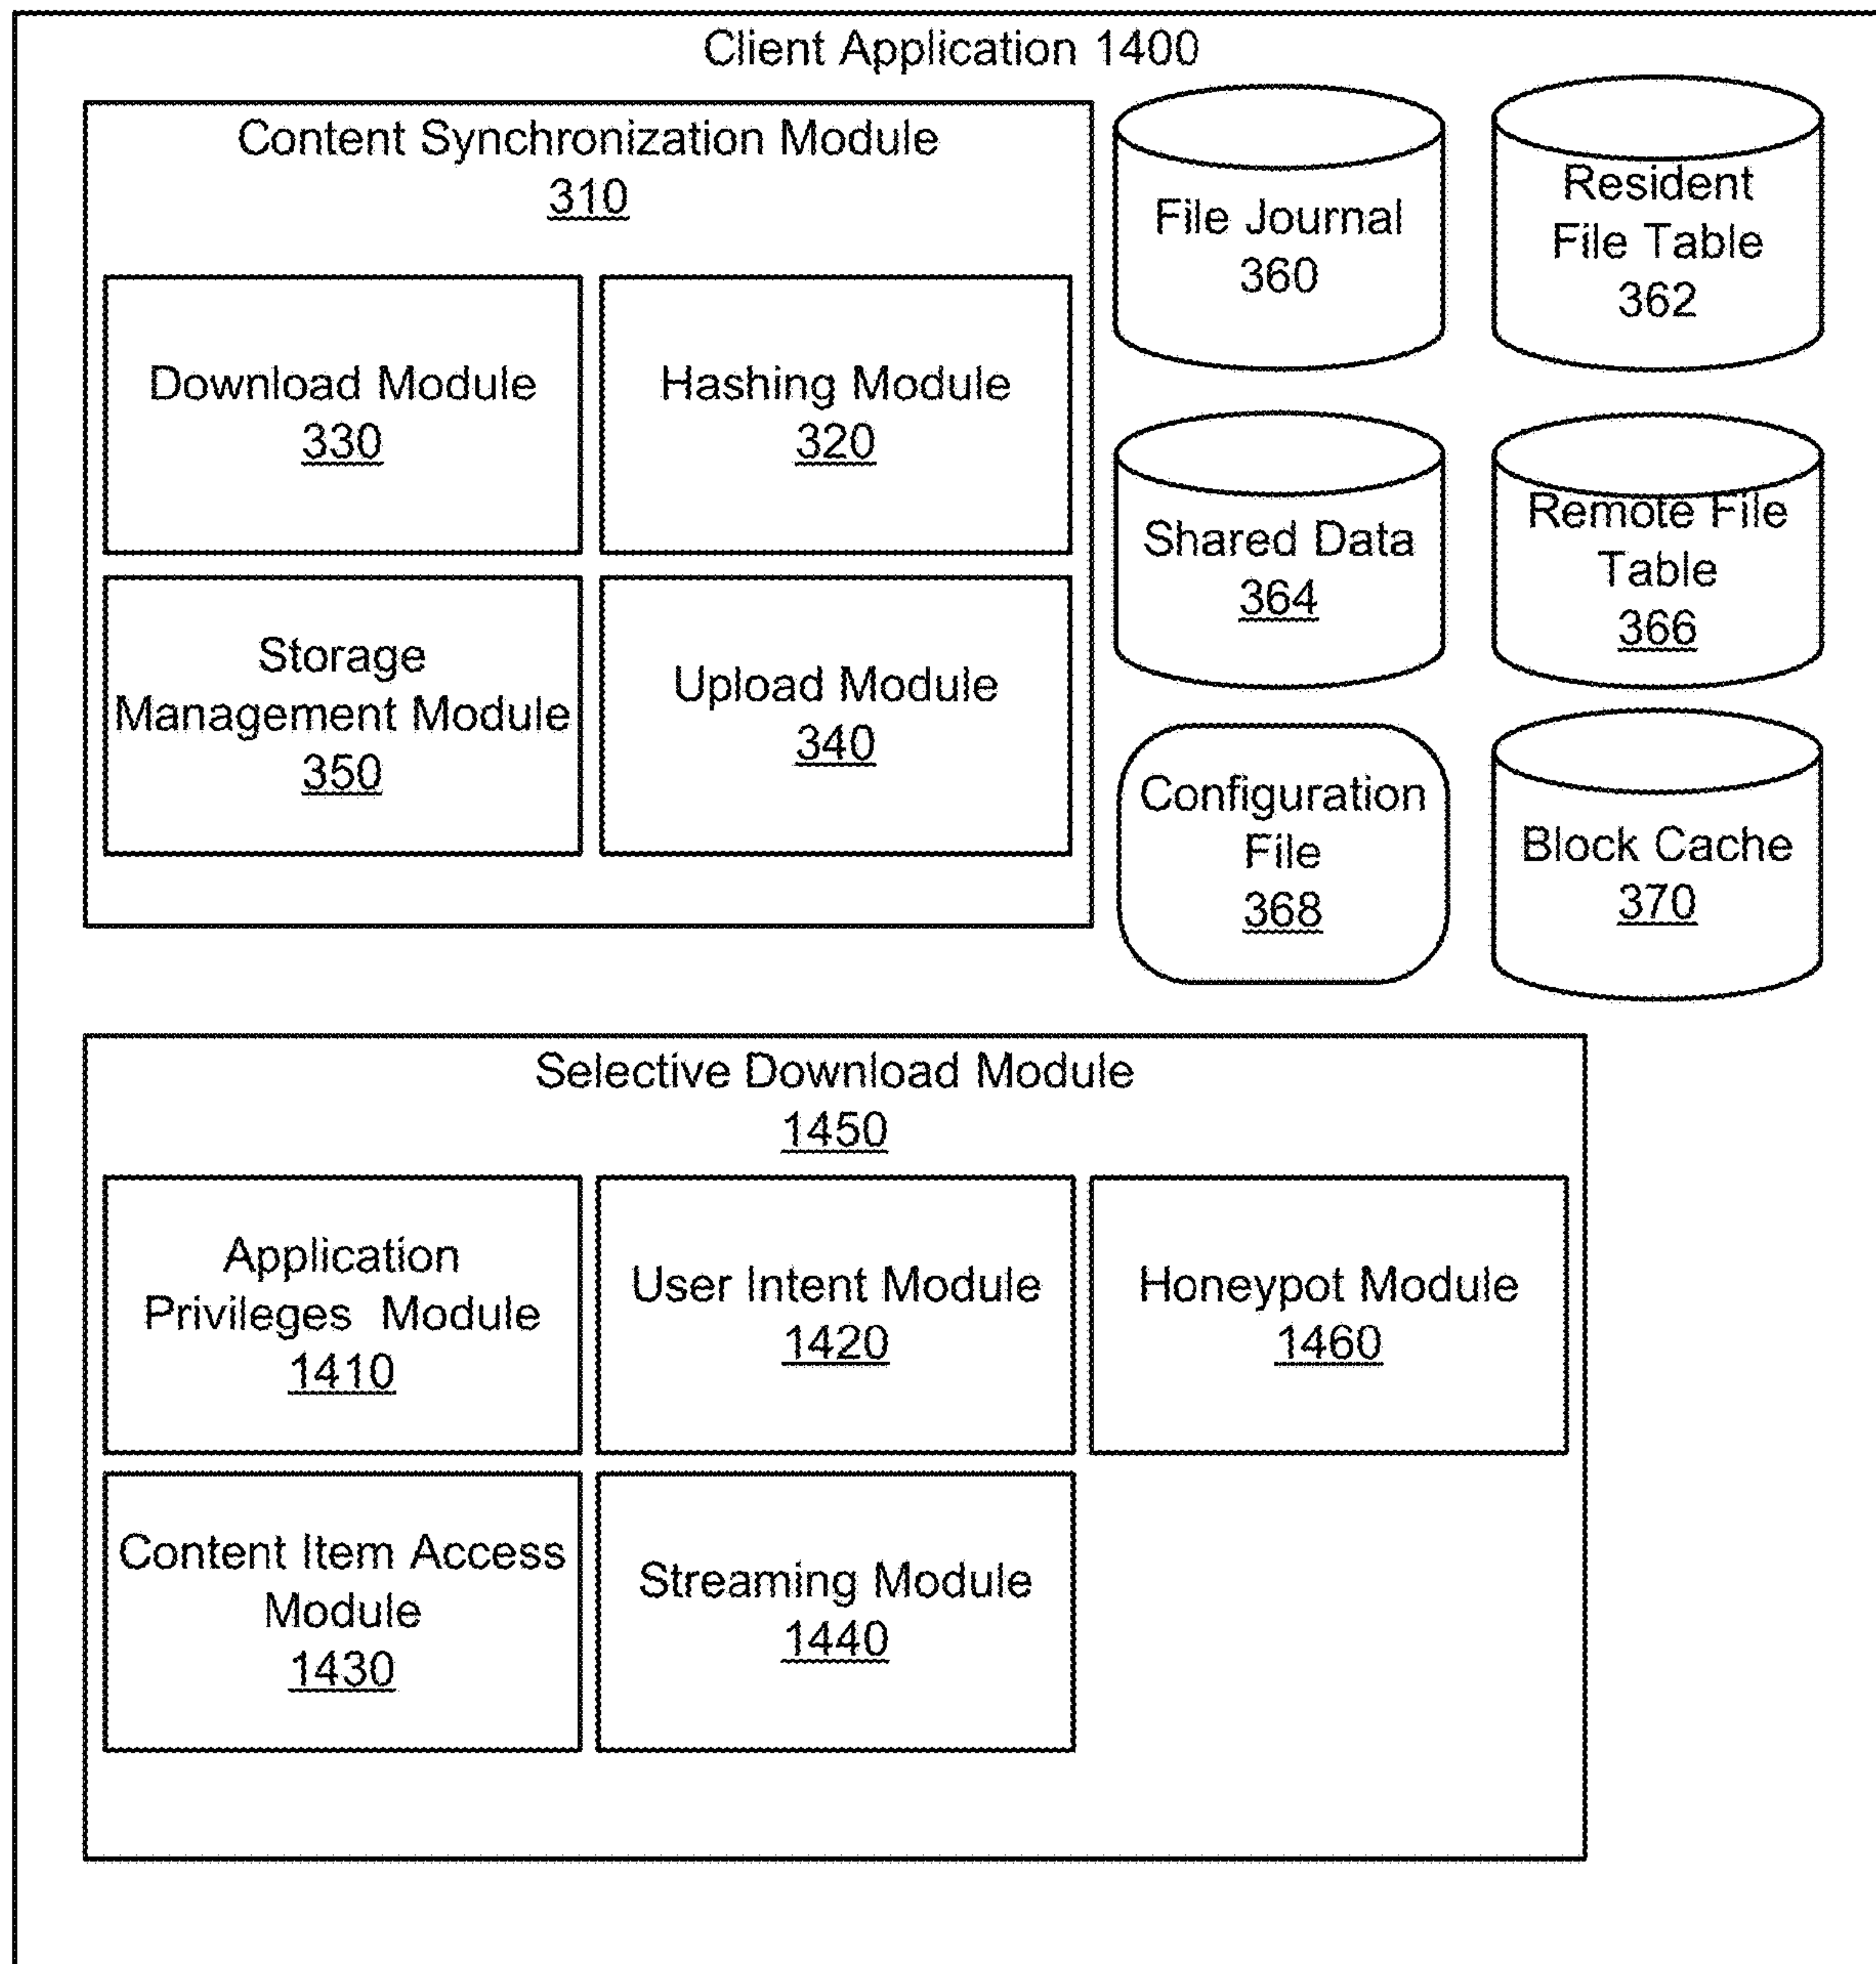 Client Application 1400
Content Synchronization Module
310
Download Module
330
Hashing Module
320
Storage
Management Module
350
Upload Module
340
File Journal
360
Resident
File Table
362
Shared Data
364
Remote File
Table
366
Configuration
File
368
Block Cache
370
Selective Download Module
1450
Application
Privileges Module
1410
User Intent Module
1420
Honeypot Module
1460
Content Item Access
Module
1430
Streaming Module
1440